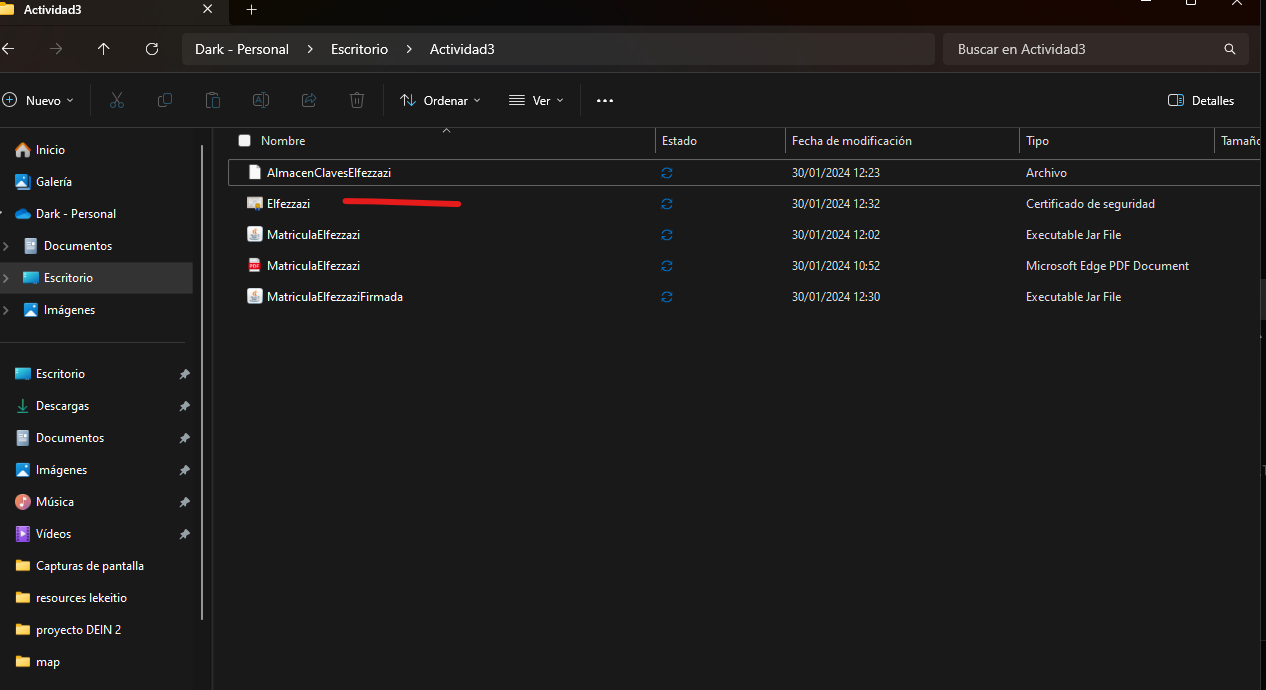 Actividad3
Dark - Personal > Escritorio > Actividad3
Buscar en Actividad3
Nuevo
Ordenar
Ver
Detalles
Inicio
Galería
Dark - Personal
Documentos
Escritorio
Imágenes
Escritorio
Descargas
Documentos
Imágenes
Música
Vídeos
Capturas de pantalla
resources lekeitio
proyecto DEIN 2
map
Nombre Estado Fecha de modificación Tipo Tamaño
AlmacenClavesElfezzazi 30/01/2024 12:23 Archivo
Elfezzazi 30/01/2024 12:32 Certificado de seguridad
MatriculaElfezzazi 30/01/2024 12:02 Executable Jar File
PDF MatriculaElfezzazi 30/01/2024 10:52 Microsoft Edge PDF Document
MatriculaElfezzaziFirmada 30/01/2024 12:30 Executable Jar File